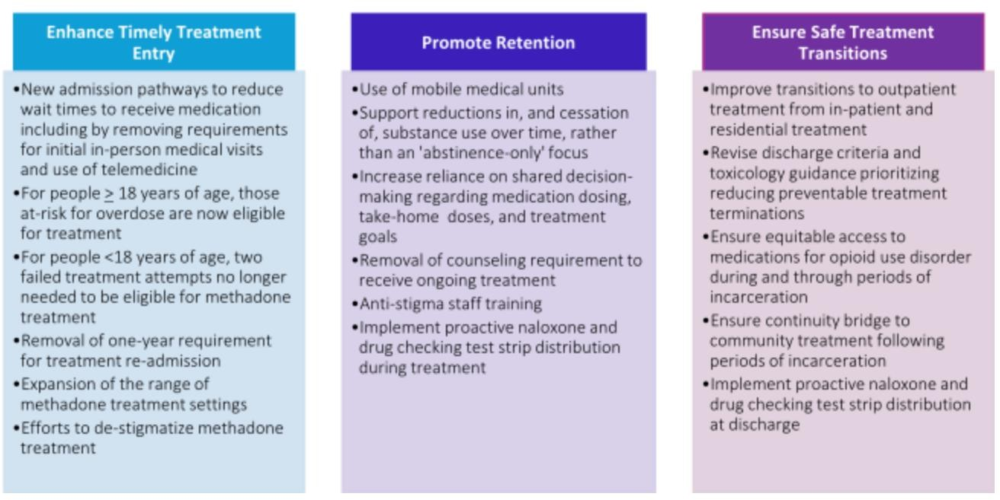 Enhance Timely Treatment
Entry
•New admission pathways to reduce
wait times to receive medication
including by removing requirements
for initial in-person medical visits
and use of telemedicine
•For people ≥ 18 years of age, those
at-risk for overdose are now eligible
for treatment
•For people <18 years of age, two
failed treatment attempts no longer
needed to be eligible for methadone
treatment
•Removal of one-year requirement
for treatment re-admission
•Expansion of the range of
methadone treatment settings
•Efforts to de-stigmatize methadone
treatment
Promote Retention
•Use of mobile medical units
•Support reductions in, and cessation
of, substance use over time, rather
than an 'abstinence-only' focus
•Increase reliance on shared decision-
making regarding medication dosing,
take-home doses, and treatment
goals
•Removal of counseling requirement to
receive ongoing treatment
•Anti-stigma staff training
•Implement proactive naloxone and
drug checking test strip distribution
during treatment
Ensure Safe Treatment
Transitions
•Improve transitions to outpatient
treatment from in-patient and
residential treatment
•Revise discharge criteria and
toxicology guidance prioritizing
reducing preventable treatment
terminations
•Ensure equitable access to
medications for opioid use disorder
during and through periods of
incarceration
•Ensure continuity bridge to
community treatment following
periods of incarceration
•Implement proactive naloxone and
drug checking test strip distribution
at discharge